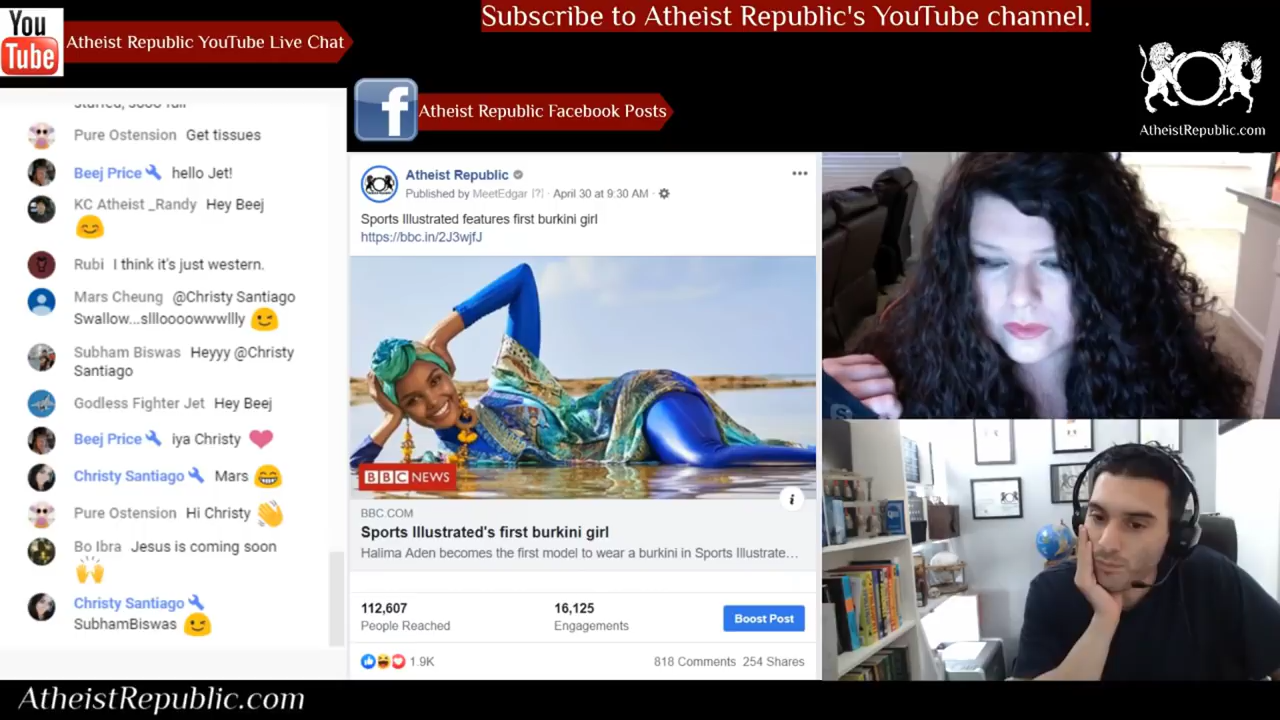 Subscribe to Atheist Republic's YouTube channel.
You
Tube
Atheist Republic YouTube Live Chat
AtheistRepublic.com
Atheist Republic Facebook Posts
Pure Ostension Get tissues
Beej Price hello Jet!
KC Atheist _Randy Hey Beej
Rubi I think it's just western.
Mars Cheung @Christy Santiago
Swallow...sllloooowwwllly
Subham Biswas Heyyy @Christy
Santiago
Godless Fighter Jet Hey Beej
Beej Price iya Christy
Christy Santiago Mars
Pure Ostension Hi Christy
Bo Ibra Jesus is coming soon
Christy Santiago
SubhamBiswas
Atheist Republic
Published by MeetEdgar [?] · April 30 at 9:30 AM ·
Sports Illustrated features first burkini girl
https://bbc.in/2J3wjfJ
BBC NEWS
BBC.COM
Sports Illustrated's first burkini girl
Halima Aden becomes the first model to wear a burkini in Sports Illustrate...
112,607
People Reached
16,125
Engagements
Boost Post
1.9K
818 Comments 254 Shares
AtheistRepublic.com